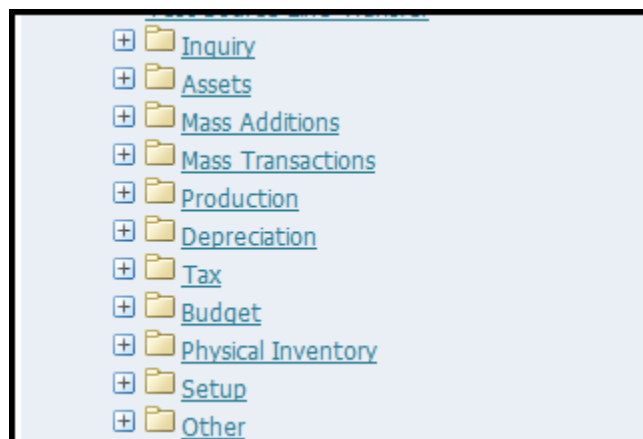 Inquiry
Assets
Mass Additions
Mass Transactions
Production
Depreciation
Tax
Budget
Physical Inventory
Setup
Other